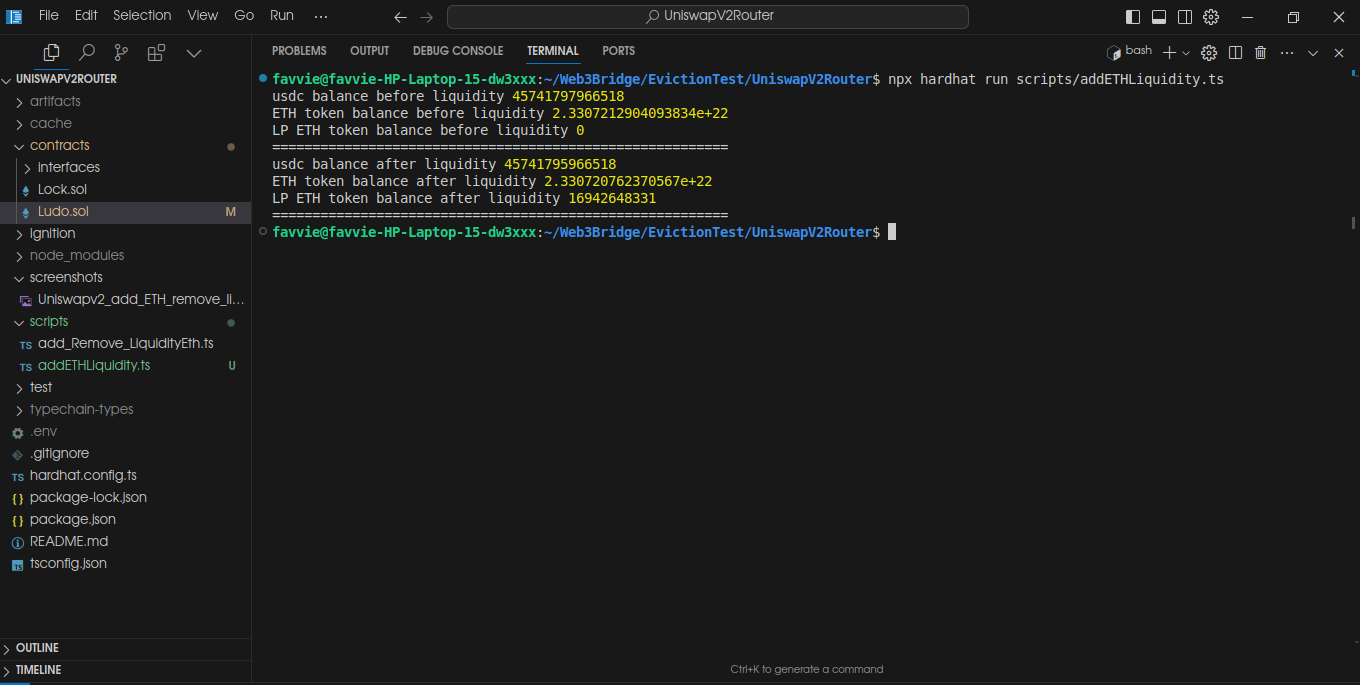 File Edit Selection View Go Run ...
UniswapV2Router
PROBLEMS OUTPUT DEBUG CONSOLE TERMINAL PORTS
bash
UNISWAPV2ROUTER
artifacts
cache
contracts
interfaces
Lock.sol
Ludo.sol M
ignition
node_modules
screenshots
Uniswapv2_add_ETH_remove_li...
scripts
TS add_Remove_LiquidityEth.ts
TS addETHLiquidity.ts U
test
typechain-types
.env
.gitignore
TS hardhat.config.ts
{} package-lock.json
{} package.json
README.md
TS tsconfig.json
OUTLINE
TIMELINE
favvie@favvie-HP-Laptop-15-dw3xxx:~/Web3Bridge/EvictionTest/UniswapV2Router$ npx hardhat run scripts/addETHLiquidity.ts
usdc balance before liquidity 45741797966518
ETH token balance before liquidity 2.3307212904093834e+22
LP ETH token balance before liquidity 0
=========================================================
usdc balance after liquidity 45741795966518
ETH token balance after liquidity 2.330720762370567e+22
LP ETH token balance after liquidity 16942648331
=========================================================
favvie@favvie-HP-Laptop-15-dw3xxx:~/Web3Bridge/EvictionTest/UniswapV2Router$
Ctrl+K to generate a command